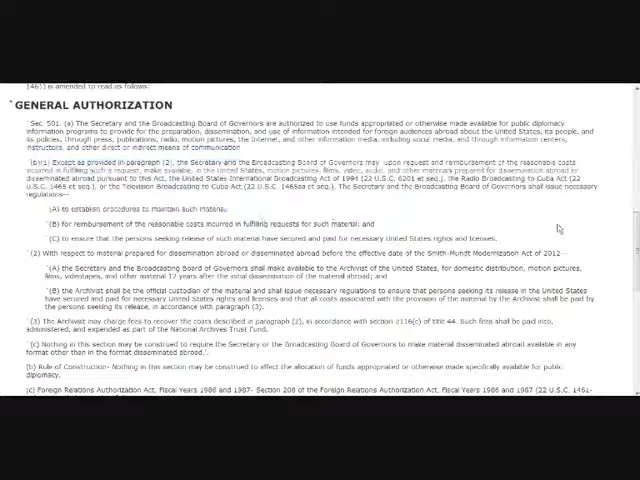 146)) is amended to read as follows:
`GENERAL AUTHORIZATION
`Sec. 501. (a) The Secretary and the Broadcasting Board of Governors are authorized to use funds appropriated or otherwise made available for public diplomacy
information programs to provide for the preparation, dissemination, and use of information intended for foreign audiences abroad about the United States, its people, and
its policies, through press, publications, radio, motion pictures, the Internet, and other information media, including social media, and through information centers,
instructors, and other direct or indirect means of communication
`(b)(1) Except as provided in paragraph (2), the Secretary and the Broadcasting Board of Governors may upon request and reimbursement of the reasonable costs
incurred in fulfilling such a request, make available, in the United States, motion pictures, films, video, audio, and other materials prepared for dissemination abroad or
disseminated abroad pursuant to this Act, the United States International Broadcasting Act of 1994 (22 U.S.C. 6201 et seq.), the Radio Broadcasting to Cuba Act (22
U.S.C. 1465 et seq.), or the Television Broadcasting to Cuba Act (22 U.S.C. 1465aa et seq.). The Secretary and the Broadcasting Board of Governors shall issue necessary
regulations--
`(A) to establish procedures to maintain such material;
`(B) for reimbursement of the reasonable costs incurred in fulfilling requests for such material; and
`(C) to ensure that the persons seeking release of such material have secured and paid for necessary United States rights and licenses.
`(2) With respect to material prepared for dissemination abroad or disseminated abroad before the effective date of the Smith-Mundt Modernization Act of 2012--
`(A) the Secretary and the Broadcasting Board of Governors shall make available to the Archivist of the United States, for domestic distribution, motion pictures,
films, videotapes, and other material 12 years after the initial dissemination of the material abroad; and
`(B) the Archivist shall be the official custodian of the material and shall issue necessary regulations to ensure that persons seeking its release in the United States
have secured and paid for necessary United States rights and licenses and that all costs associated with the provision of the material by the Archivist shall be paid by
the persons seeking its release, in accordance with paragraph (3).
`(3) The Archivist may charge fees to recover the costs described in paragraph (2), in accordance with section 2116(c) of title 44. Such fees shall be paid into,
administered, and expended as part of the National Archives Trust Fund.
`(c) Nothing in this section may be construed to require the Secretary or the Broadcasting Board of Governors to make material disseminated abroad available in any
format other than in the format disseminated abroad.'.
(b) Rule of Construction- Nothing in this section may be construed to affect the allocation of funds appropriated or otherwise made specifically available for public
diplomacy.
(c) Foreign Relations Authorization Act, Fiscal Years 1986 and 1987- Section 208 of the Foreign Relations Authorization Act, Fiscal Years 1986 and 1987 (22 U.S.C. 1461-